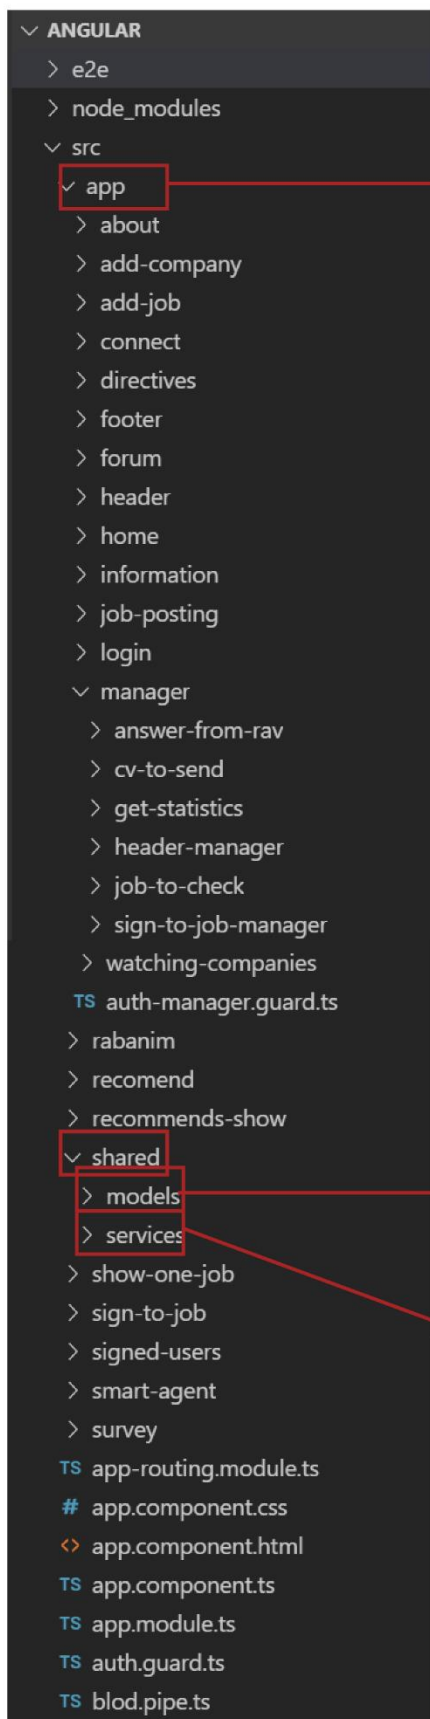 ANGULAR
e2e
node_modules
src
app
about
add-company
add-job
connect
directives
footer
forum
header
home
information
job-posting
login
manager
answer-from-rav
cv-to-send
get-statistics
header-manager
job-to-check
sign-to-job-manager
watching-companies
TS auth-manager.guard.ts
rabanim
recomend
recommends-show
shared
models
services
show-one-job
sign-to-job
signed-users
smart-agent
survey
TS app-routing.module.ts
# app.component.css
<> app.component.html
TS app.component.ts
TS app.module.ts
TS auth.guard.ts
TS blod.pipe.ts